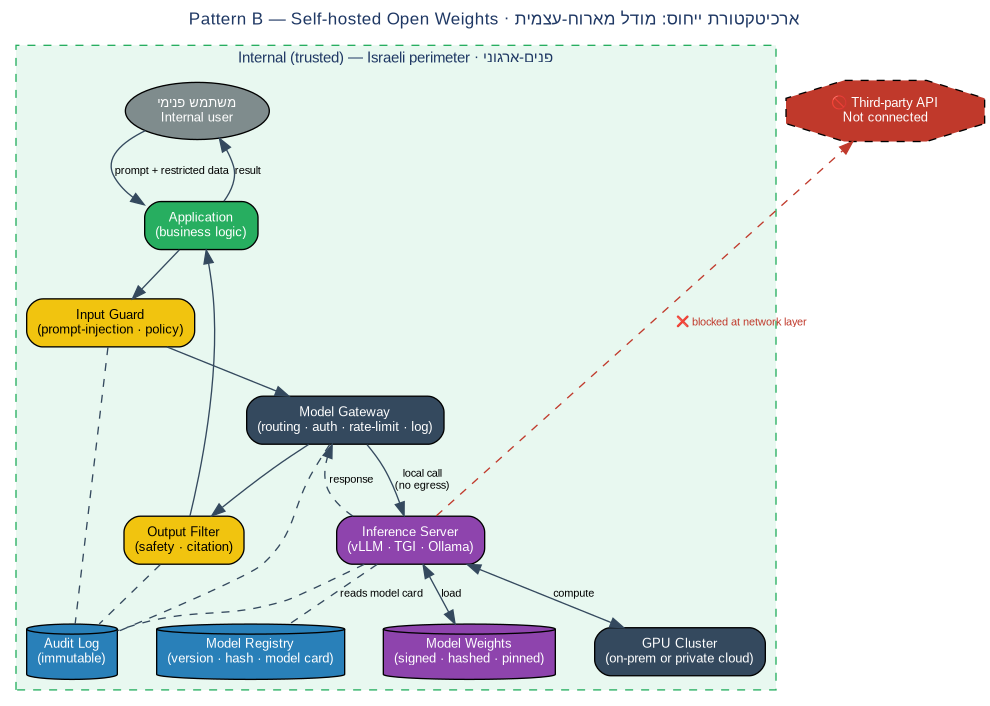 Pattern B — Self-hosted Open Weights · ארכיטקטורת ייחוס: מודל מארוח-עצמית
Internal (trusted) — Israeli perimeter · פנים-ארגוני
משתמש פנימי
Internal user
🚫 Third-party API
Not connected
prompt + restricted data
result
Application
(business logic)
Input Guard
(prompt-injection · policy)
❌ blocked at network layer
Model Gateway
(routing · auth · rate-limit · log)
response
local call
(no egress)
Output Filter
(safety · citation)
Inference Server
(vLLM · TGI · Ollama)
reads model card
load
compute
Audit Log
(immutable)
Model Registry
(version · hash · model card)
Model Weights
(signed · hashed · pinned)
GPU Cluster
(on-prem or private cloud)